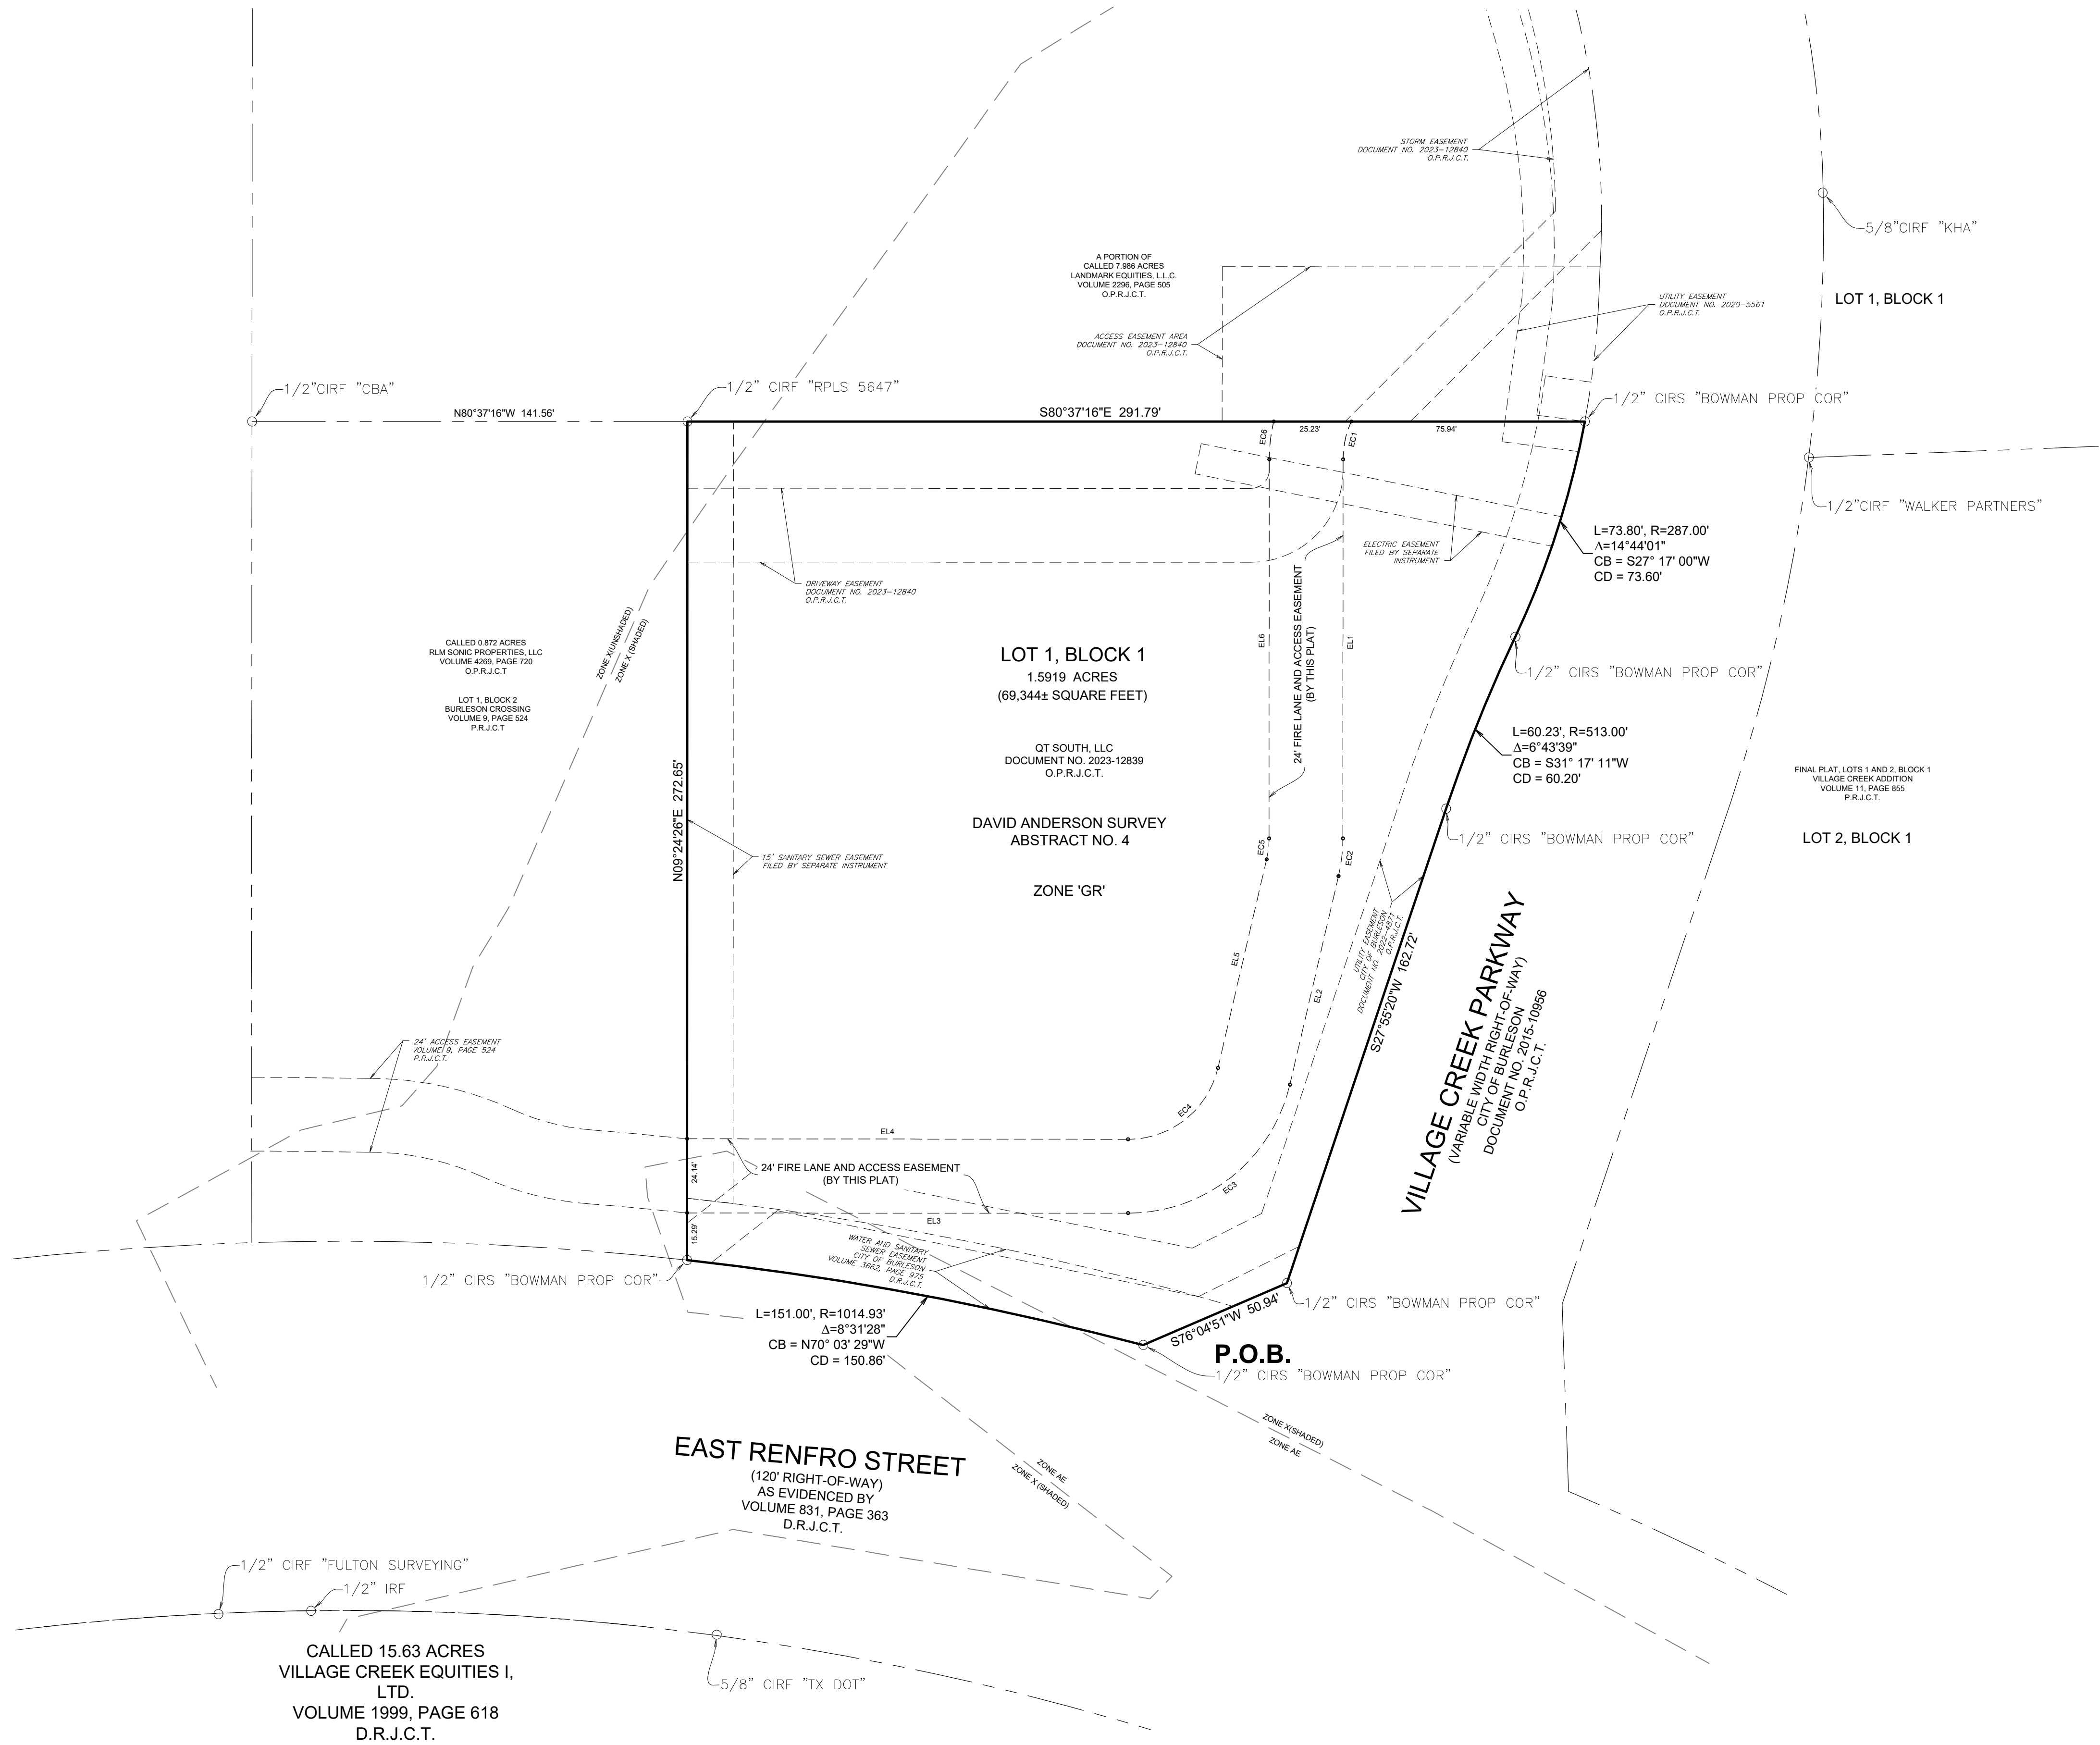 STORM EASEMENT
DOCUMENT NO. 2023-12840
O.P.R.J.C.T.
5/8"CIRF "KHA"
A PORTION OF
CALLED 7.986 ACRES
LANDMARK EQUITIES, L.L.C.
VOLUME 2296, PAGE 505
O.P.R.J.C.T.
UTILITY EASEMENT
DOCUMENT NO. 2020-5561
O.P.R.J.C.T.
LOT 1, BLOCK 1
ACCESS EASEMENT AREA
DOCUMENT NO. 2023-12840
O.P.R.J.C.T.
1/2"CIRF "CBA"
1/2" CIRF "RPLS 5647"
1/2" CIRS "BOWMAN PROP COR"
N80°37'16"W 141.56'
S80°37'16"E 291.79'
25.23'
75.94'
EC6
EC1
1/2"CIRF "WALKER PARTNERS"
L=73.80', R=287.00'
Δ=14°44'01"
CB = S27° 17' 00"W
CD = 73.60'
ELECTRIC EASEMENT
FILED BY SEPARATE
INSTRUMENT
DRIVEWAY EASEMENT
DOCUMENT NO. 2023-12840
O.P.R.J.C.T.
ZONE X(UNSHADED)
ZONE X (SHADED)
CALLED 0.872 ACRES
RLM SONIC PROPERTIES, LLC
VOLUME 4269, PAGE 720
O.P.R.J.C.T
LOT 1, BLOCK 2
BURLESON CROSSING
VOLUME 9, PAGE 524
P.R.J.C.T
LOT 1, BLOCK 1
1.5919 ACRES
(69,344± SQUARE FEET)
QT SOUTH, LLC
DOCUMENT NO. 2023-12839
O.P.R.J.C.T.
DAVID ANDERSON SURVEY
ABSTRACT NO. 4
ZONE 'GR'
EL6
24' FIRE LANE AND ACCESS EASEMENT
(BY THIS PLAT)
EL1
1/2" CIRS "BOWMAN PROP COR"
L=60.23', R=513.00'
Δ=6°43'39"
CB = S31° 17' 11"W
CD = 60.20'
FINAL PLAT, LOTS 1 AND 2, BLOCK 1
VILLAGE CREEK ADDITION
VOLUME 11, PAGE 855
P.R.J.C.T.
LOT 2, BLOCK 1
1/2" CIRS "BOWMAN PROP COR"
N09°24'26"E 272.65'
15' SANITARY SEWER EASEMENT
FILED BY SEPARATE INSTRUMENT
EC5
EC2
UTILITY EASEMENT
CITY OF BURLESON
DOCUMENT NO. 2022-4871
O.P.R.J.C.T.
S27°55'20"W 162.72'
VILLAGE CREEK PARKWAY
(VARIABLE WIDTH RIGHT-OF-WAY)
CITY OF BURLESON
DOCUMENT NO. 2015-10956
O.P.R.J.C.T.
EL5
EL2
24' ACCESS EASEMENT
VOLUME 9, PAGE 524
P.R.J.C.T.
EC4
EL4
24.14'
24' FIRE LANE AND ACCESS EASEMENT
(BY THIS PLAT)
EC3
EL3
15.29'
WATER AND SANITARY
SEWER EASEMENT
CITY OF BURLESON
VOLUME 3662, PAGE 975
D.R.J.C.T.
1/2" CIRS "BOWMAN PROP COR"
1/2" CIRS "BOWMAN PROP COR"
L=151.00', R=1014.93'
Δ=8°31'28"
CB = N70° 03' 29"W
CD = 150.86'
S76°04'51"W 50.94'
P.O.B.
1/2" CIRS "BOWMAN PROP COR"
ZONE X(SHADED)
ZONE AE
ZONE AE
ZONE X (SHADED)
EAST RENFRO STREET
(120' RIGHT-OF-WAY)
AS EVIDENCED BY
VOLUME 831, PAGE 363
D.R.J.C.T.
1/2" CIRF "FULTON SURVEYING"
1/2" IRF
5/8" CIRF "TX DOT"
CALLED 15.63 ACRES
VILLAGE CREEK EQUITIES I,
LTD.
VOLUME 1999, PAGE 618
D.R.J.C.T.